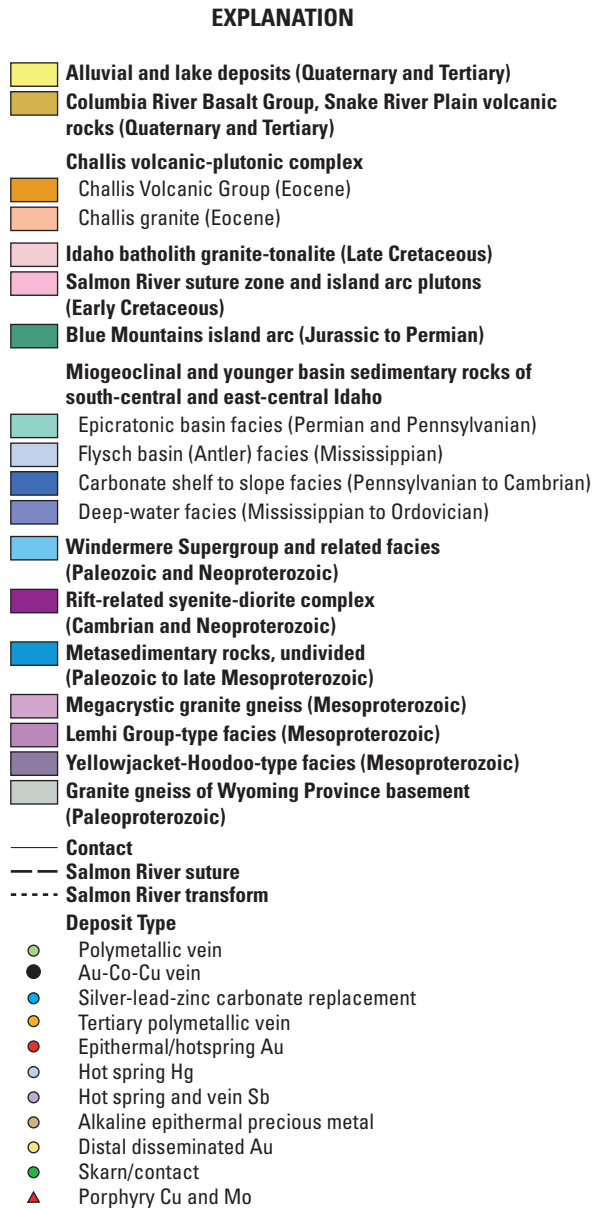 EXPLANATION
Alluvial and lake deposits (Quaternary and Tertiary)
Columbia River Basalt Group, Snake River Plain volcanic
rocks (Quaternary and Tertiary)
Challis volcanic-plutonic complex
Challis Volcanic Group (Eocene)
Challis granite (Eocene)
Idaho batholith granite-tonalite (Late Cretaceous)
Salmon River suture zone and island arc plutons
(Early Cretaceous)
Blue Mountains island arc (Jurassic to Permian)
Miogeoclinal and younger basin sedimentary rocks of
south-central and east-central Idaho
Epicratonic basin facies (Permian and Pennsylvanian)
Flysch basin (Antler) facies (Mississippian)
Carbonate shelf to slope facies (Pennsylvanian to Cambrian)
Deep-water facies (Mississippian to Ordovician)
Windermere Supergroup and related facies
(Paleozoic and Neoproterozoic)
Rift-related syenite-diorite complex
(Cambrian and Neoproterozoic)
Metasedimentary rocks, undivided
(Paleozoic to late Mesoproterozoic)
Megacrystic granite gneiss (Mesoproterozoic)
Lemhi Group-type facies (Mesoproterozoic)
Yellowjacket-Hoodoo-type facies (Mesoproterozoic)
Granite gneiss of Wyoming Province basement
(Paleoproterozoic)
Contact
Salmon River suture
Salmon River transform
Deposit Type
Polymetallic vein
Au-Co-Cu vein
Silver-lead-zinc carbonate replacement
Tertiary polymetallic vein
Epithermal/hotspring Au
Hot spring Hg
Hot spring and vein Sb
Alkaline epithermal precious metal
Distal disseminated Au
Skarn/contact
Porphyry Cu and Mo